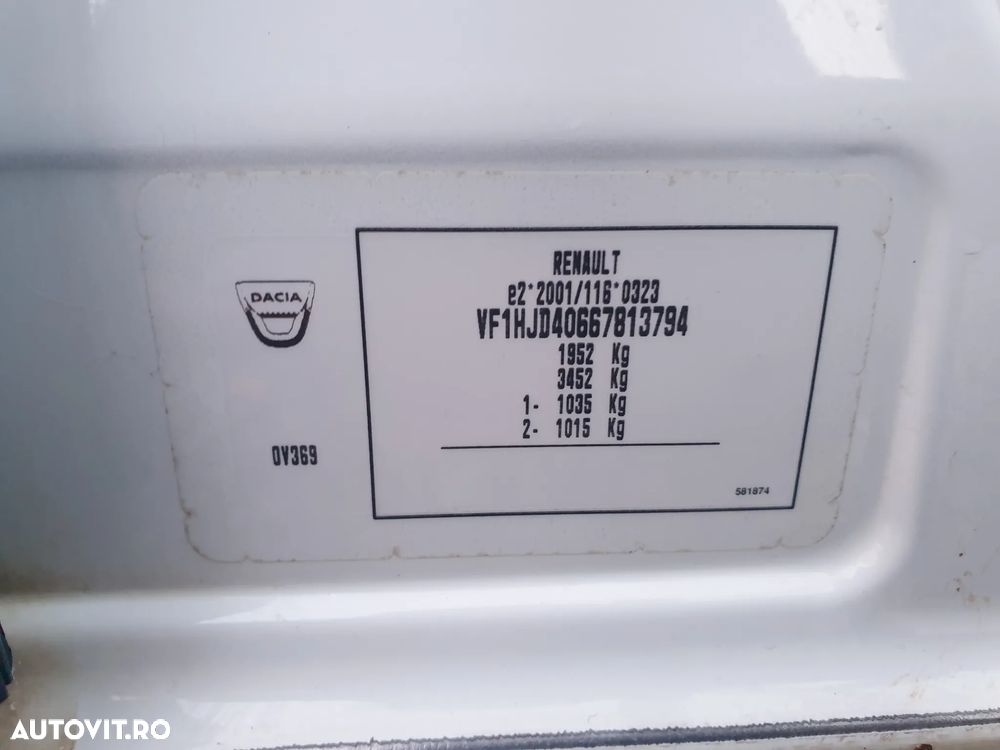 RENAULT
e2*2001/116*0323
VF1HJD40667813794
1952 Kg
3452 Kg
1- 1035 Kg
2- 1015 Kg
DACIA
0V369
581874
AUTOVIT.RO